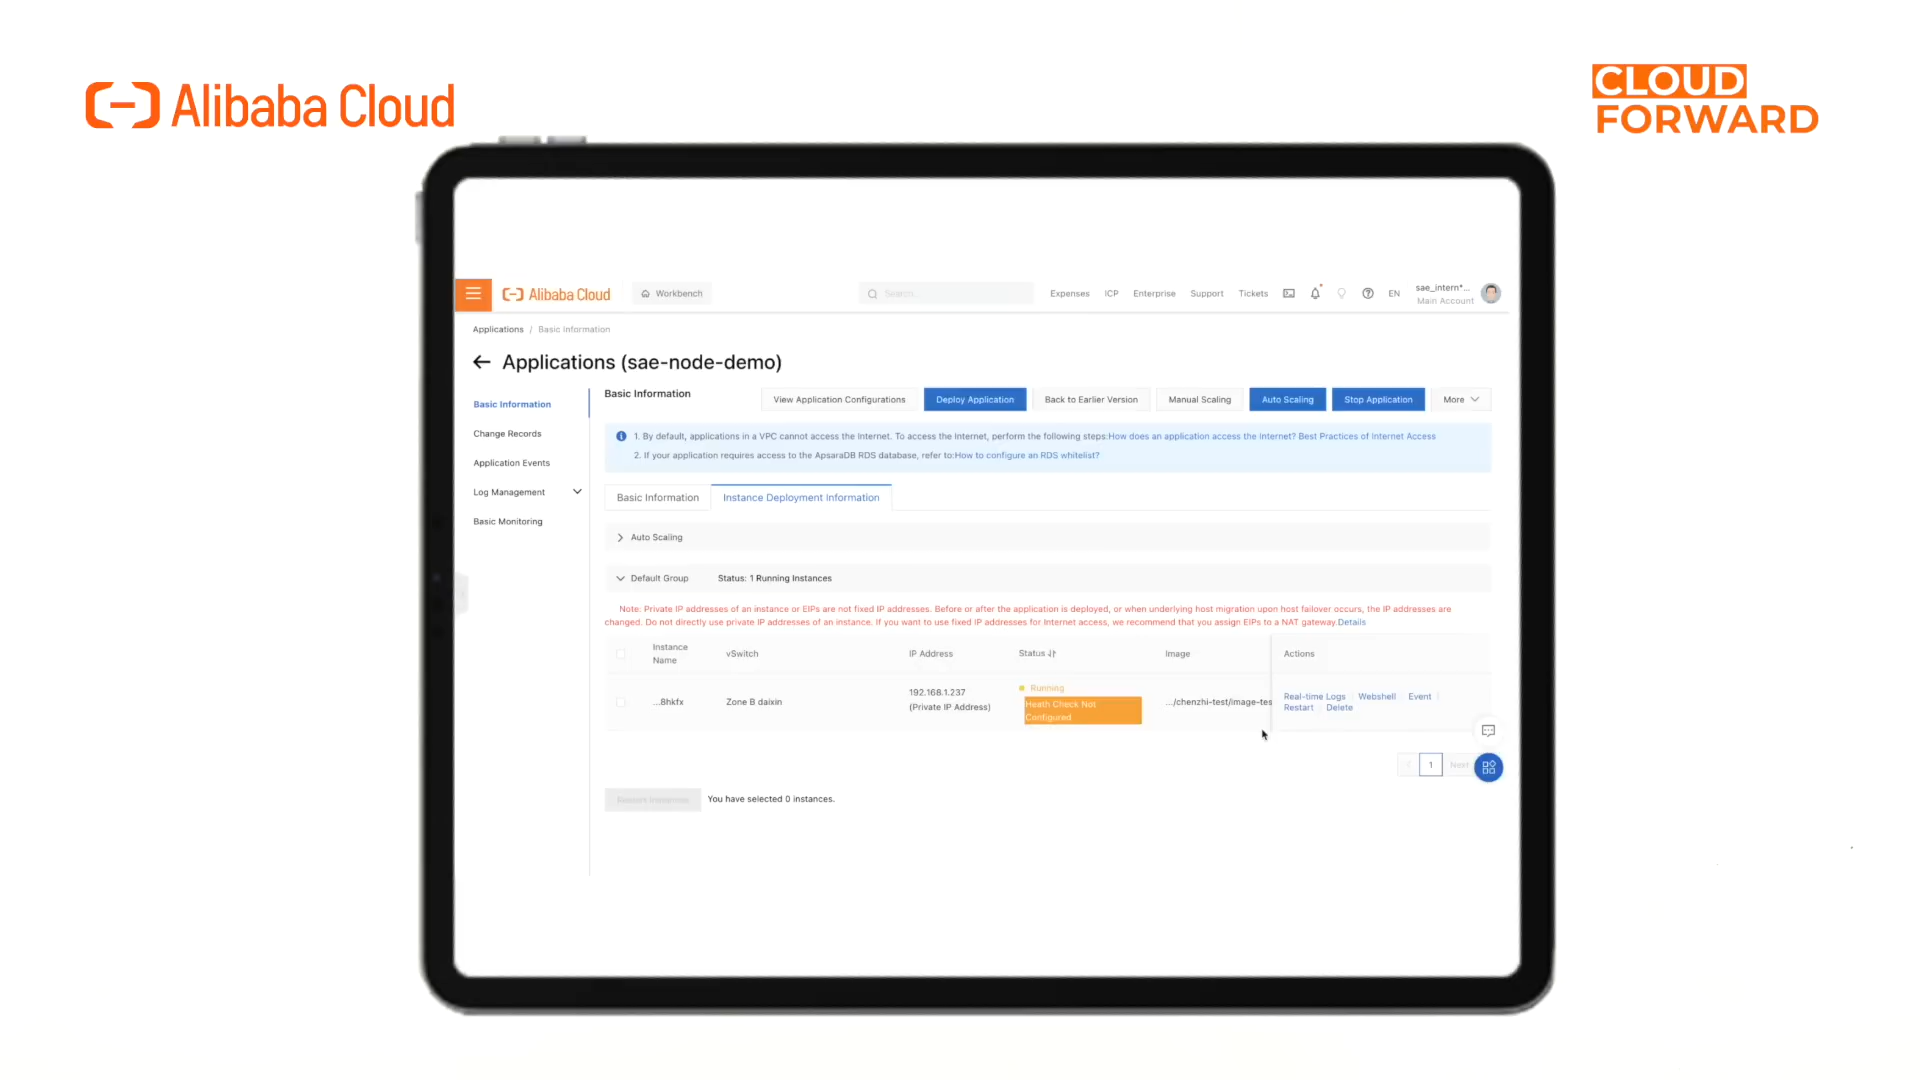 Alibaba Cloud
CLOUD
FORWARD
Alibaba Cloud
Workbench
Search...
Expenses
ICP
Enterprise
Support
Tickets
EN
sae_intern*...
Main Account
Applications / Basic Information
Applications (sae-node-demo)
Basic Information
Change Records
Application Events
Log Management
Basic Monitoring
Basic Information
View Application Configurations
Deploy Application
Back to Earlier Version
Manual Scaling
Auto Scaling
Stop Application
More
1. By default, applications in a VPC cannot access the Internet. To access the Internet, perform the following steps:How does an application access the Internet? Best Practices of Internet Access
2. If your application requires access to the ApsaraDB RDS database, refer to:How to configure an RDS whitelist?
Basic Information
Instance Deployment Information
Auto Scaling
Default Group
Status: 1 Running Instances
Note: Private IP addresses of an instance or EIPs are not fixed IP addresses. Before or after the application is deployed, or when underlying host migration upon host failover occurs, the IP addresses are
changed. Do not directly use private IP addresses of an instance. If you want to use fixed IP addresses for Internet access, we recommend that you assign EIPs to a NAT gateway.Details
Instance
Name
vSwitch
IP Address
Status
Image
Actions
...8hkfx
Zone B daixin
192.168.1.237
(Private IP Address)
Running
Heath Check Not
Configured
.../chenzhi-test/image-tes
Real-time Logs
Webshell
Event
Restart
Delete
1
Next
You have selected 0 instances.